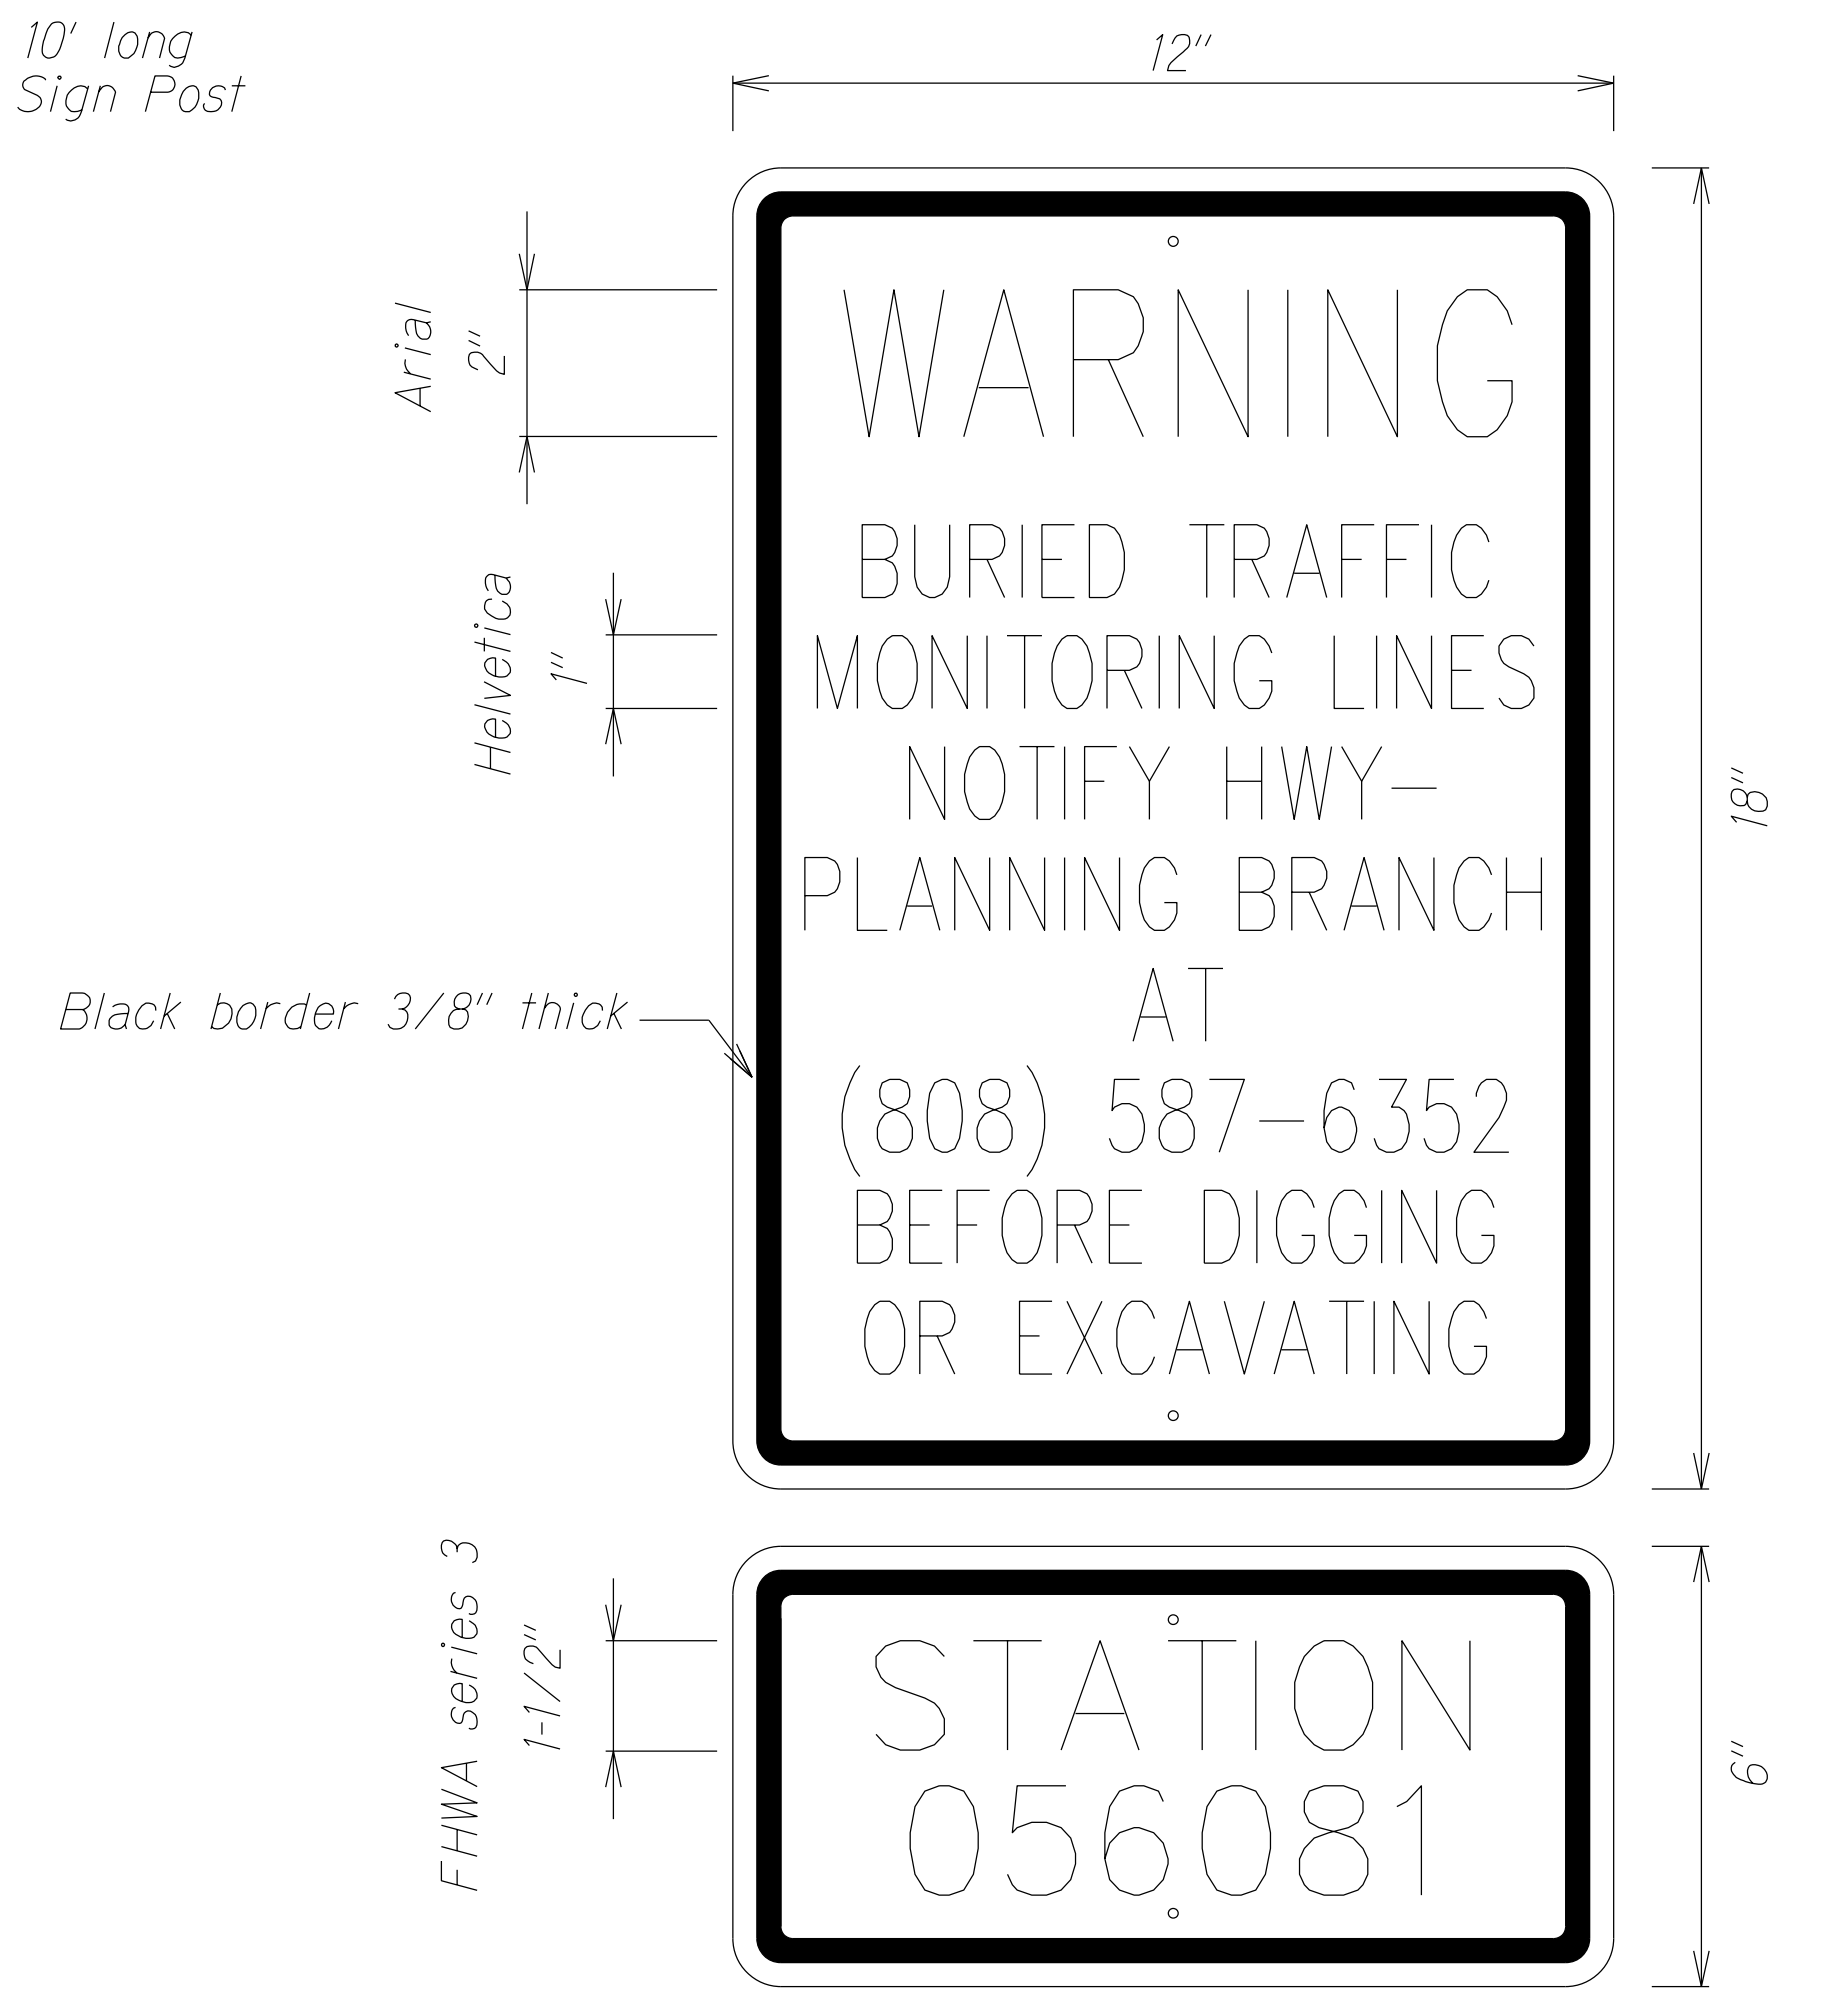 10' long
Sign Post
12"
Arial
2"
WARNING
BURIED TRAFFIC
Helvetica
1"
MONITORING LINES
NOTIFY HWY-
18"
PLANNING BRANCH
AT
Black border 3/8" thick
(808) 587-6352
BEFORE DIGGING
OR EXCAVATING
FHWA series 3
1-1/2"
STATION
6"
056081